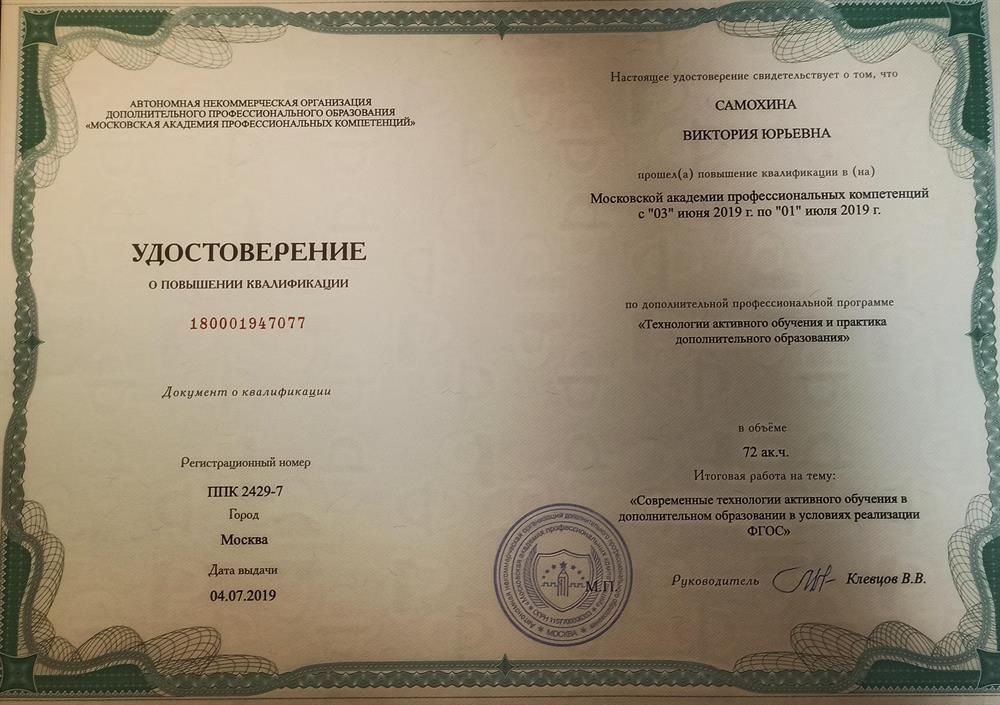 АВТОНОМНАЯ НЕКОММЕРЧЕСКАЯ ОРГАНИЗАЦИЯ
ДОПОЛНИТЕЛЬНОГО ПРОФЕССИОНАЛЬНОГО ОБРАЗОВАНИЯ
«МОСКОВСКАЯ АКАДЕМИЯ ПРОФЕССИОНАЛЬНЫХ КОМПЕТЕНЦИЙ»
УДОСТОВЕРЕНИЕ
О ПОВЫШЕНИИ КВАЛИФИКАЦИИ
180001947077
Документ о квалификации
Регистрационный номер
ППК 2429-7
Город
Москва
Дата выдачи
04.07.2019
Настоящее удостоверение свидетельствует о том, что
САМОХИНА
ВИКТОРИЯ ЮРЬЕВНА
прошел(а) повышение квалификации в (на)
Московской академии профессиональных компетенций
с "03" июня 2019 г. по "01" июля 2019 г.
по дополнительной профессиональной программе
«Технологии активного обучения и практика
дополнительного образования»
в объёме
72 ак.ч.
Итоговая работа на тему:
«Современные технологии активного обучения в
дополнительном образовании в условиях реализации
ФГОС»
М.П.
Руководитель Клевцов В.В.
МОСКВА